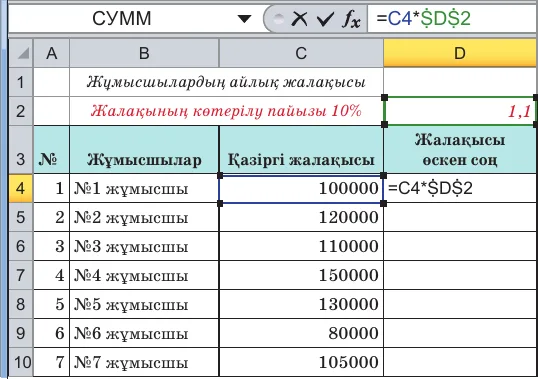 СУММ fx =C4*$D$2
A B C D
1 Жұмысшылардың айлық жалақысы
2 Жалақының көтерілу пайызы 10% 1,1
3 № Жұмысшылар Қазіргі жалақысы Жалақысы өскен соң
4 1 №1 жұмысшы 100000 =C4*$D$2
5 2 №2 жұмысшы 120000
6 3 №3 жұмысшы 110000
7 4 №4 жұмысшы 150000
8 5 №5 жұмысшы 130000
9 6 №6 жұмысшы 80000
10 7 №7 жұмысшы 105000